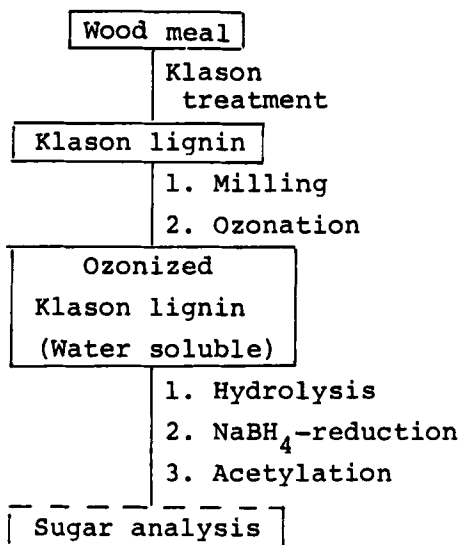 Wood meal
Klason
treatment
Klason lignin
1. Milling
2. Ozonation
Ozonized
Klason lignin
(Water soluble)
1. Hydrolysis
2. NaBH4-reduction
3. Acetylation
Sugar analysis